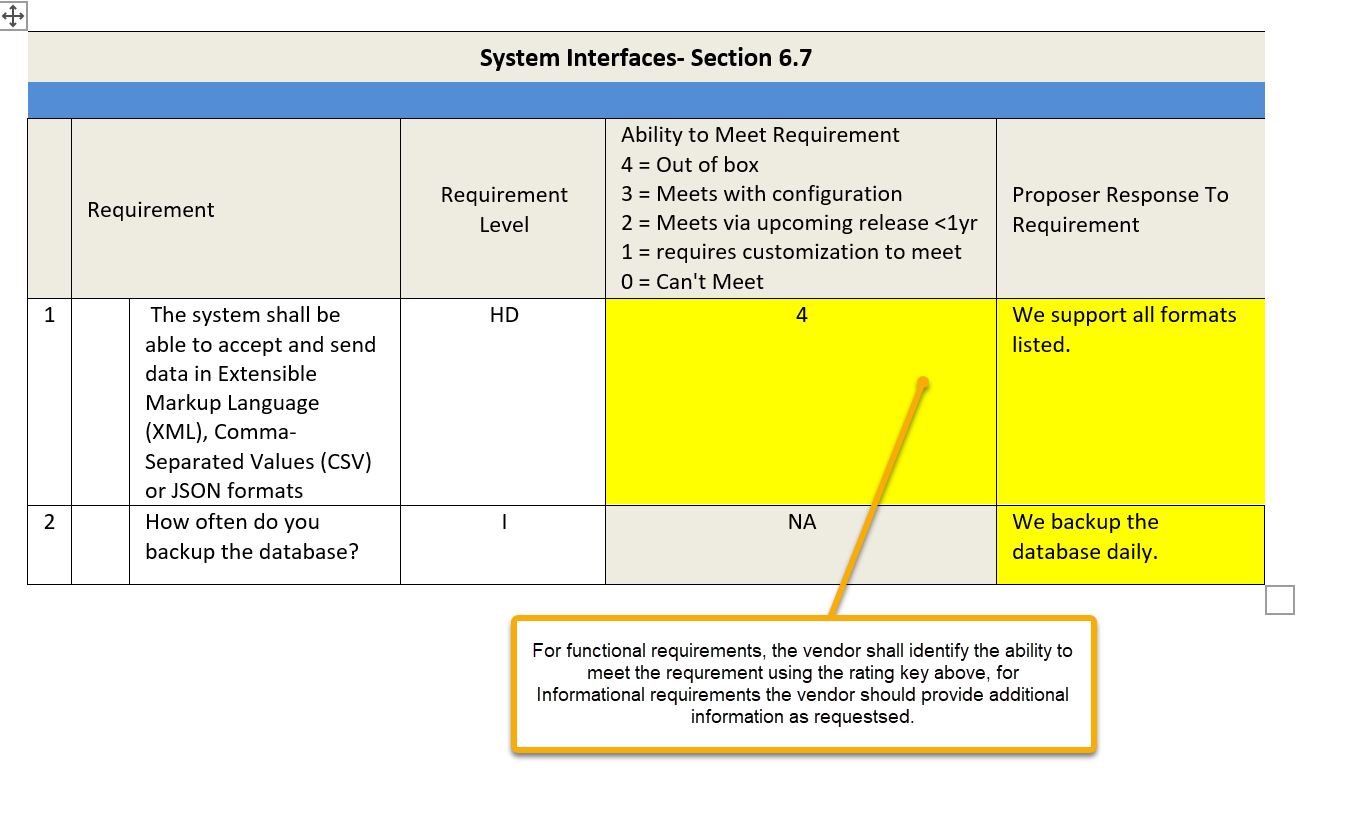 System Interfaces- Section 6.7
Requirement
Requirement
Level
Ability to Meet Requirement
4 = Out of box
3 = Meets with configuration
2 = Meets via upcoming release <1yr
1 = requires customization to meet
0 = Can't Meet
Proposer Response To
Requirement
1
The system shall be
able to accept and send
data in Extensible
Markup Language
(XML), Comma-
Separated Values (CSV)
or JSON formats
HD
4
We support all formats
listed.
2
How often do you
backup the database?
I
NA
We backup the
database daily.
For functional requirements, the vendor shall identify the ability to
meet the requrement using the rating key above, for
Informational requirements the vendor should provide additional
information as requestsed.